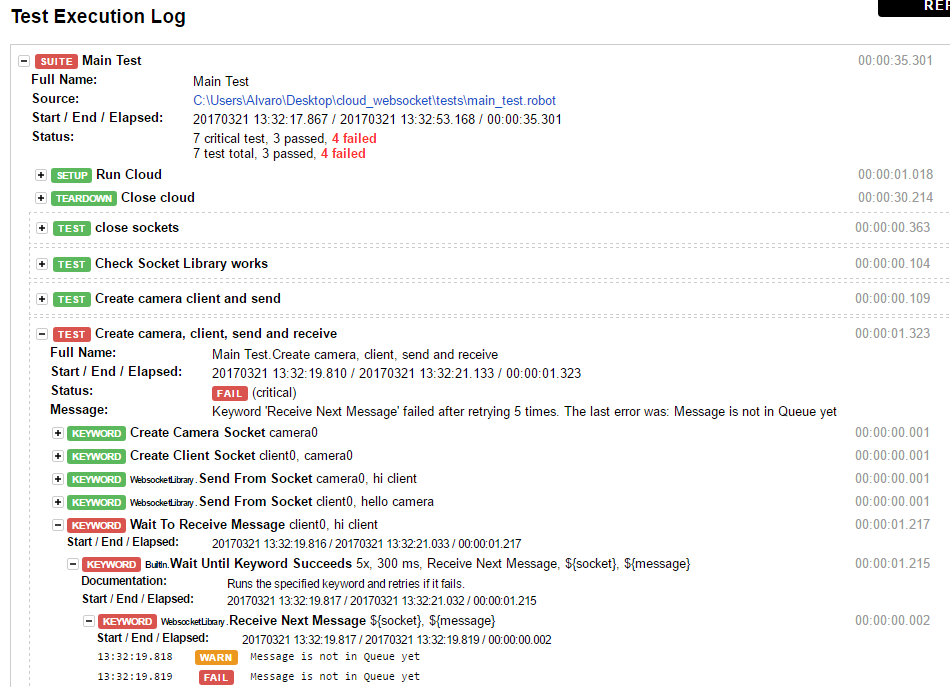 REP
Test Execution Log
SUITE Main Test 00:00:35.301
Full Name: Main Test
Source: C:\Users\Alvaro\Desktop\cloud_websocket\tests\main_test.robot
Start / End / Elapsed: 20170321 13:32:17.867 / 20170321 13:32:53.168 / 00:00:35.301
Status: 7 critical test, 3 passed, 4 failed
7 test total, 3 passed, 4 failed
SETUP Run Cloud 00:00:01.018
TEARDOWN Close cloud 00:00:30.214
TEST close sockets 00:00:00.363
TEST Check Socket Library works 00:00:00.104
TEST Create camera client and send 00:00:00.109
TEST Create camera, client, send and receive 00:00:01.323
Full Name: Main Test.Create camera, client, send and receive
Start / End / Elapsed: 20170321 13:32:19.810 / 20170321 13:32:21.133 / 00:00:01.323
Status: FAIL (critical)
Message: Keyword 'Receive Next Message' failed after retrying 5 times. The last error was: Message is not in Queue yet
KEYWORD Create Camera Socket camera0 00:00:00.001
KEYWORD Create Client Socket client0, camera0 00:00:00.001
KEYWORD WebsocketLibrary.Send From Socket camera0, hi client 00:00:00.001
KEYWORD WebsocketLibrary.Send From Socket client0, hello camera 00:00:00.001
KEYWORD Wait To Receive Message client0, hi client 00:00:01.217
Start / End / Elapsed: 20170321 13:32:19.816 / 20170321 13:32:21.033 / 00:00:01.217
KEYWORD BuiltIn.Wait Until Keyword Succeeds 5x, 300 ms, Receive Next Message, ${socket}, ${message} 00:00:01.215
Documentation: Runs the specified keyword and retries if it fails.
Start / End / Elapsed: 20170321 13:32:19.817 / 20170321 13:32:21.032 / 00:00:01.215
KEYWORD WebsocketLibrary.Receive Next Message ${socket}, ${message} 00:00:00.002
Start / End / Elapsed: 20170321 13:32:19.817 / 20170321 13:32:19.819 / 00:00:00.002
13:32:19.818 WARN Message is not in Queue yet
13:32:19.819 FAIL Message is not in Queue yet